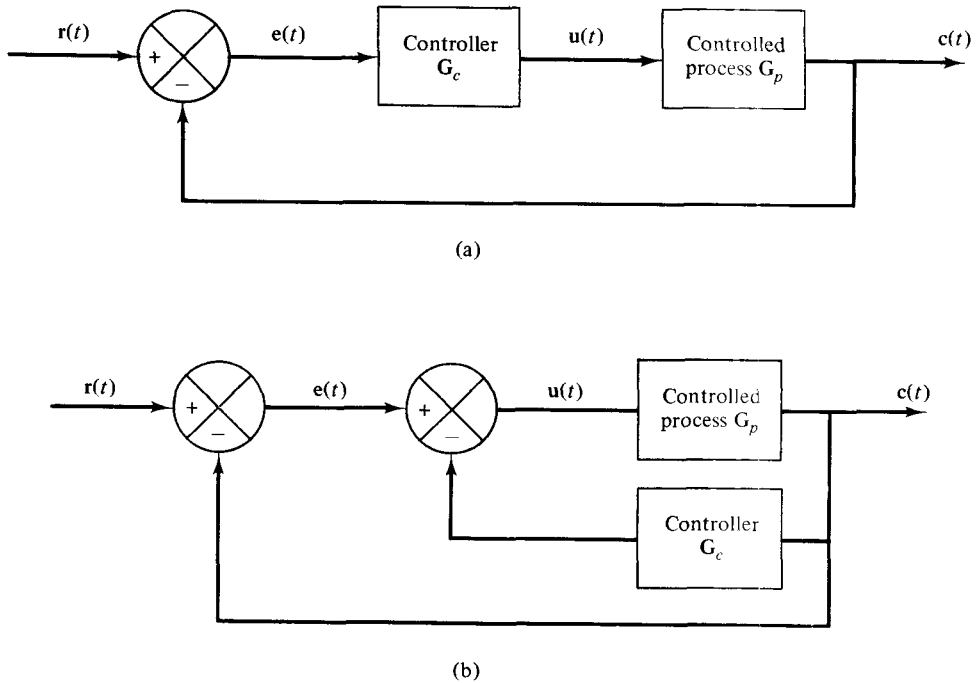 r(t)
+
−
e(t)
Controller
G_c
u(t)
Controlled
process G_p
c(t)
(a)
r(t)
+
−
e(t)
+
−
u(t)
Controlled
process G_p
c(t)
Controller
G_c
(b)